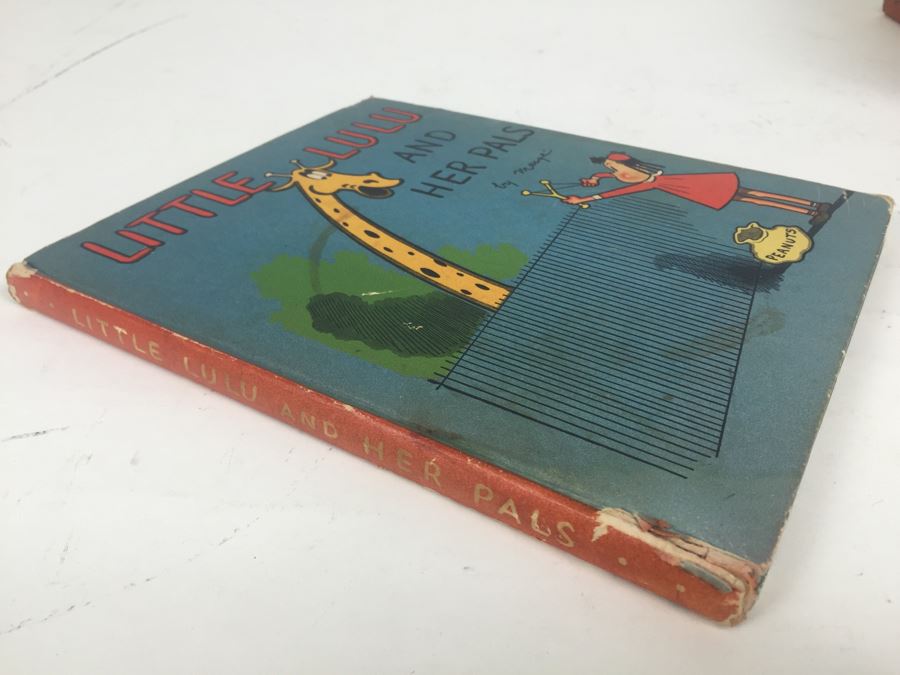 LITTLE LULU
AND
HER PALS
by Marge
PEANUTS
LITTLE LULU AND HER PALS